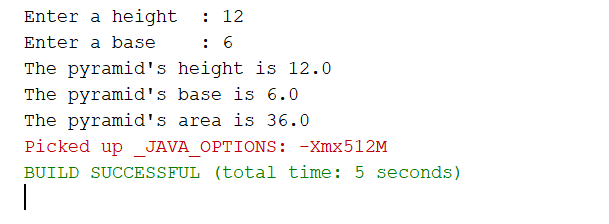 Enter a height  : 12
Enter a base    : 6
The pyramid's height is 12.0
The pyramid's base is 6.0
The pyramid's area is 36.0
Picked up _JAVA_OPTIONS: -Xmx512M
BUILD SUCCESSFUL (total time: 5 seconds)